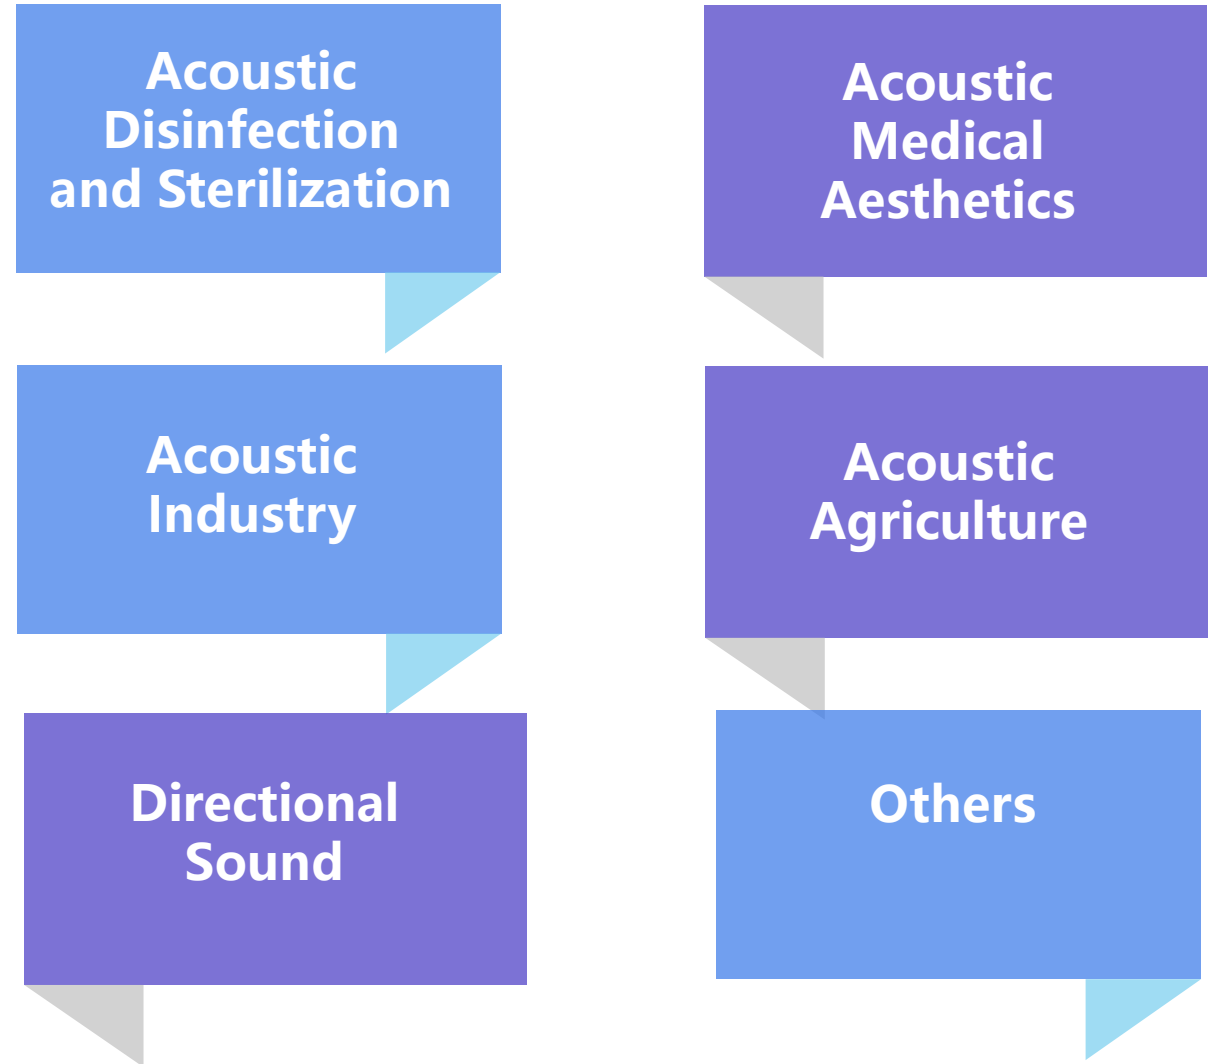 Acoustic
Disinfection
and Sterilization
Acoustic
Medical
Aesthetics
Acoustic
Industry
Acoustic
Agriculture
Directional
Sound
Others